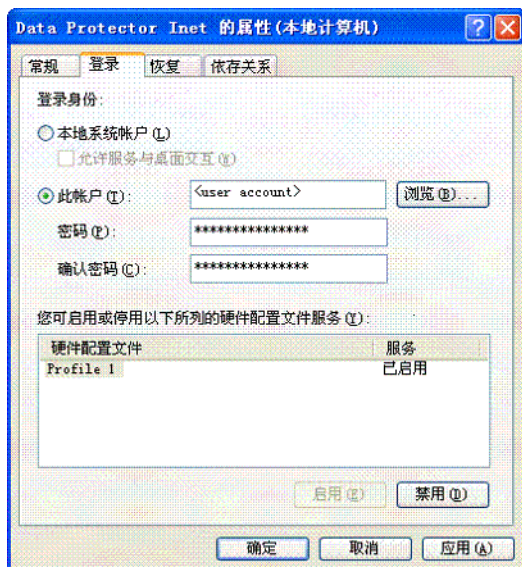 Data Protector Inet 的属性(本地计算机)
常规 登录 恢复 依存关系
登录身份:
本地系统帐户(L)
允许服务与桌面交互(W)
此帐户(T): <user account> 浏览(B)...
密码(P): ***************
确认密码(C): ***************
您可启用或停用以下所列的硬件配置文件服务(Y):
硬件配置文件 服务
Profile 1 已启用
启用(E) 禁用(D)
确定 取消 应用(A)